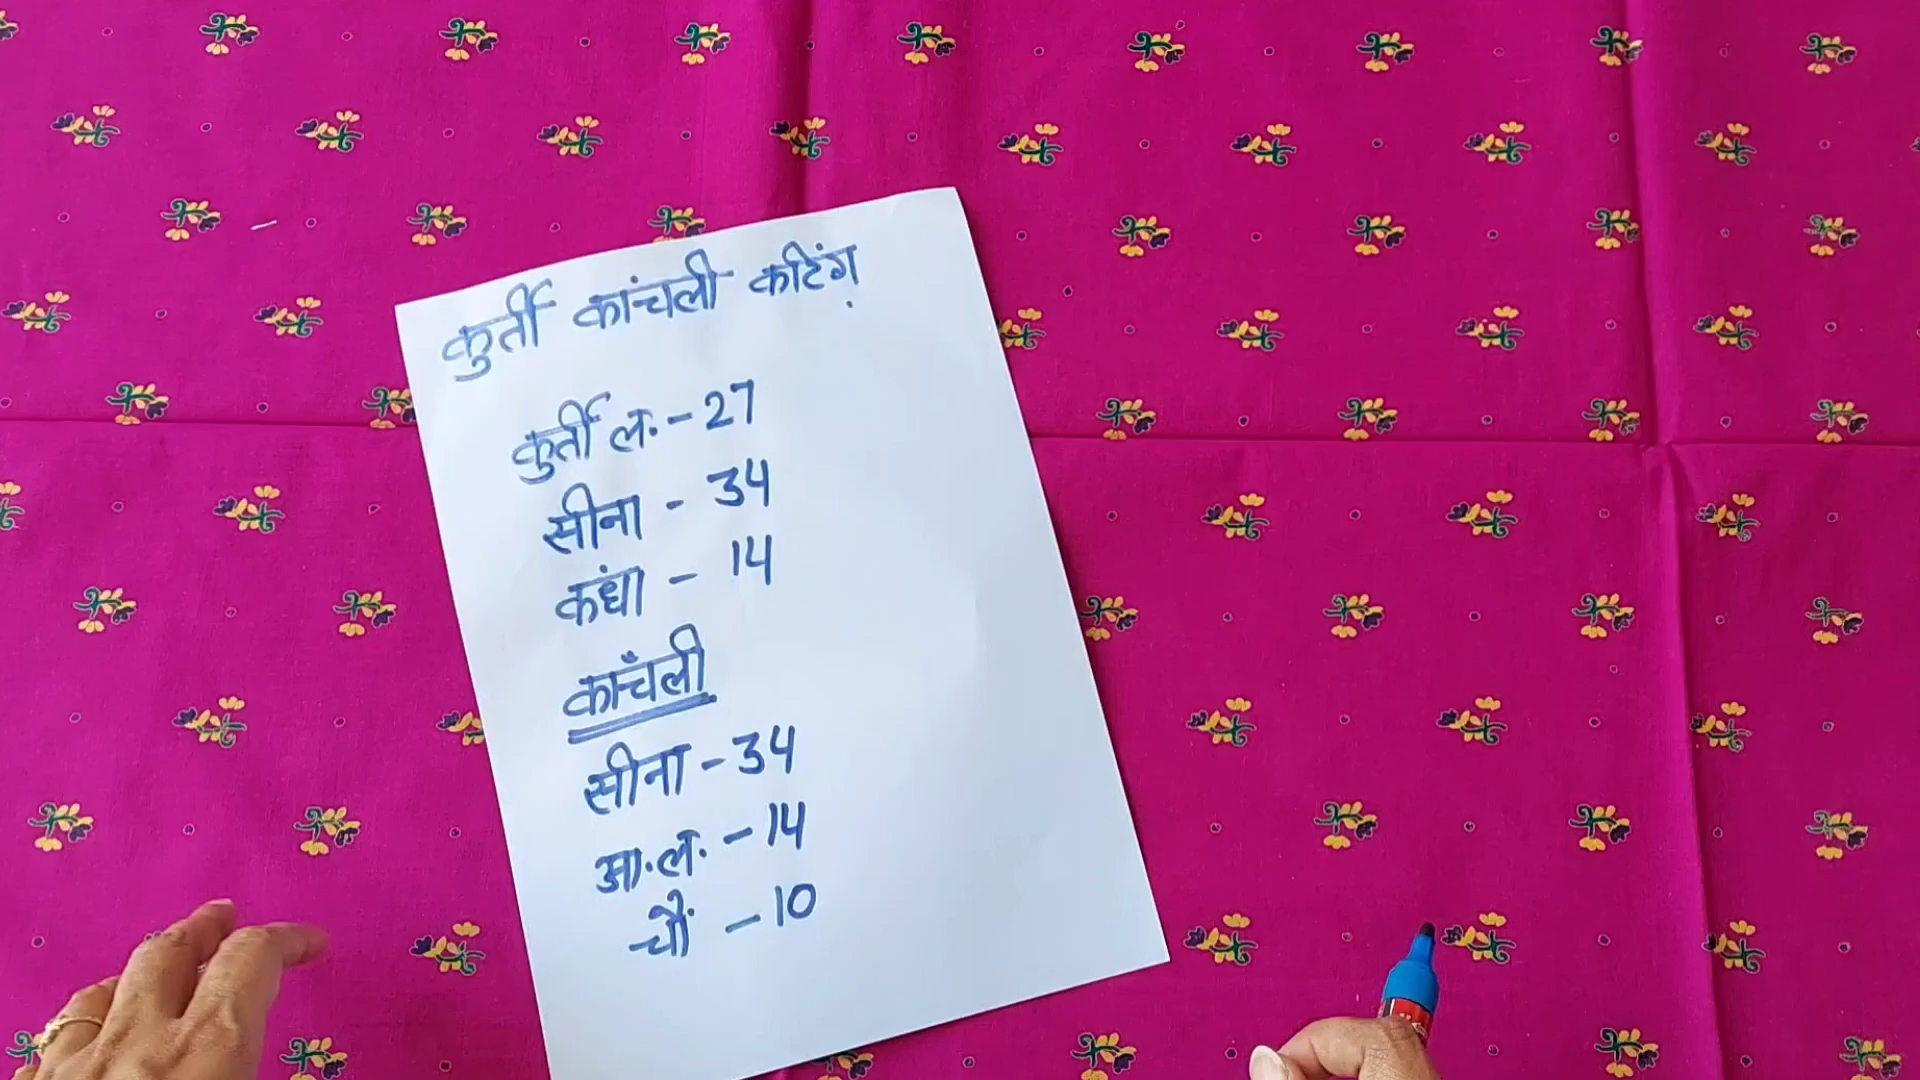 कुर्ती कांचली कटिंग
कुर्ती ल. - 27
सीना - 34
कंधा - 14
काँचली
सीना - 34
आ.ल. - 14
चौ - 10